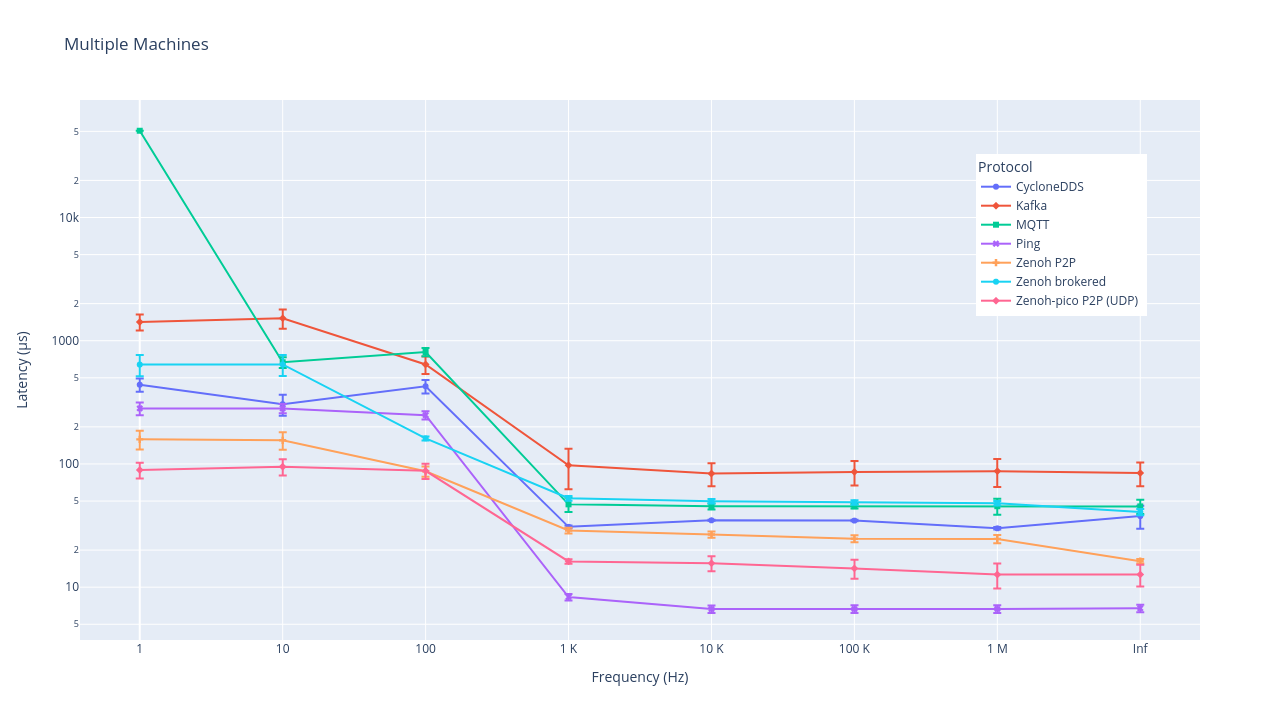 Multiple Machines
5
2
10k
5
2
1000
5
2
100
5
2
10
5
Latency (μs)
Protocol
CycloneDDS
Kafka
MQTT
Ping
Zenoh P2P
Zenoh brokered
Zenoh-pico P2P (UDP)
1 10 100 1 K 10 K 100 K 1 M Inf
Frequency (Hz)